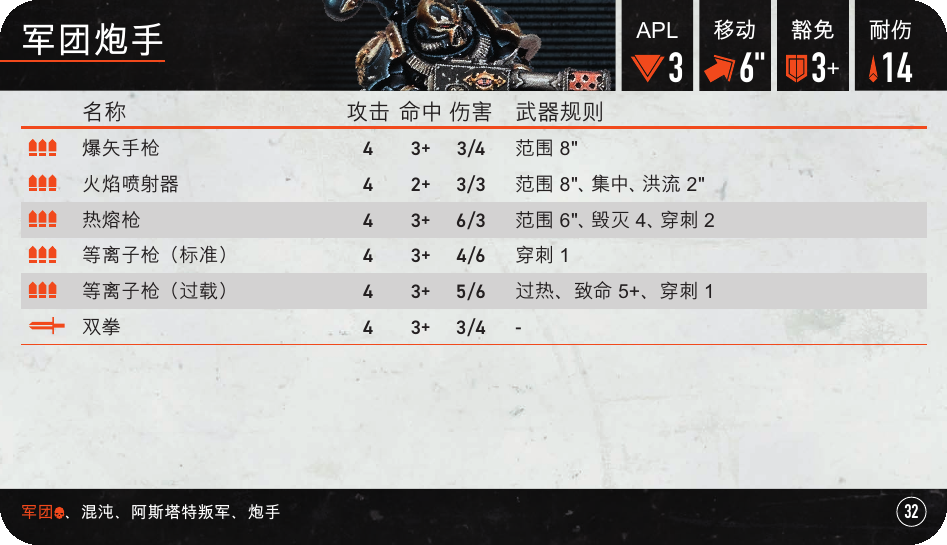 军团炮手
APL 移动 豁免 耐伤
3 6" 3+ 14
名称 攻击 命中 伤害 武器规则
爆矢手枪 4 3+ 3/4 范围 8"
火焰喷射器 4 2+ 3/3 范围 8"、集中、洪流 2"
热熔枪 4 3+ 6/3 范围 6"、毁灭 4、穿刺 2
等离子枪（标准） 4 3+ 4/6 穿刺 1
等离子枪（过载） 4 3+ 5/6 过热、致命 5+、穿刺 1
双拳 4 3+ 3/4 -
军团、混沌、阿斯塔特叛军、炮手 32